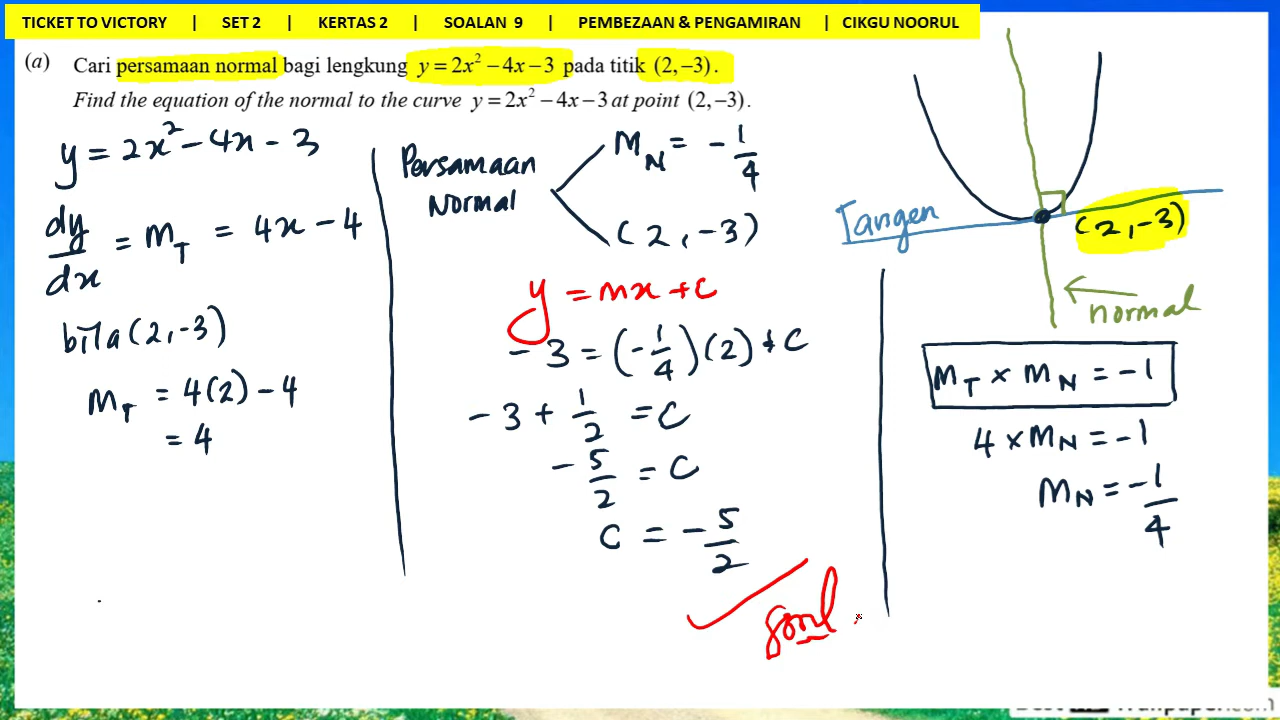 TICKET TO VICTORY | SET 2 | KERTAS 2 | SOALAN 9 | PEMBEZAAN & PENGAMIRAN | CIKGU NOORUL
(a) Cari persamaan normal bagi lengkung y = 2x² − 4x − 3 pada titik (2, −3).
Find the equation of the normal to the curve y = 2x² − 4x − 3 at point (2, −3).
y = 2x² − 4x − 3
dy/dx = M_T = 4x − 4
bila (2, −3)
M_T = 4(2) − 4
= 4
Persamaan
Normal
M_N = −1/4
(2, −3)
y = mx + c
−3 = (−1/4)(2) + C
−3 + 1/2 = C
−5/2 = C
C = −5/2
Tangen
(2, −3)
normal
M_T × M_N = −1
4 × M_N = −1
M_N = −1/4